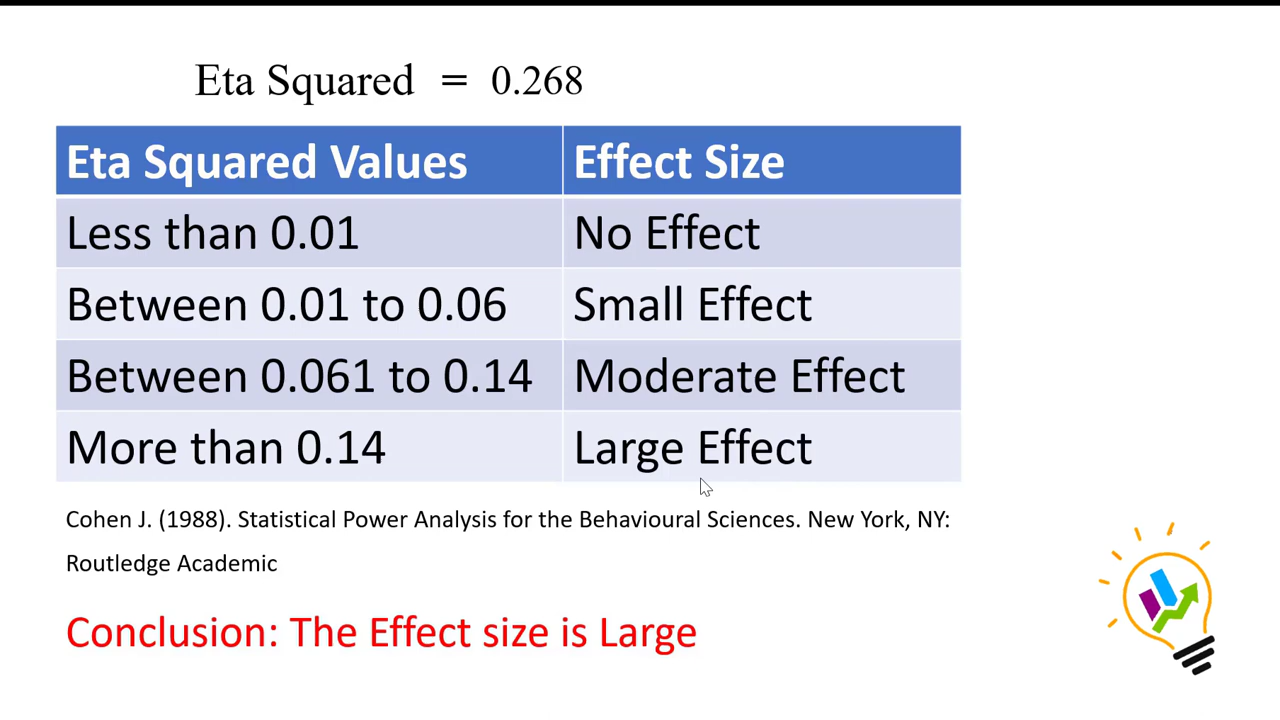 Eta Squared = 0.268
Eta Squared Values Effect Size
Less than 0.01 No Effect
Between 0.01 to 0.06 Small Effect
Between 0.061 to 0.14 Moderate Effect
More than 0.14 Large Effect
Cohen J. (1988). Statistical Power Analysis for the Behavioural Sciences. New York, NY:
Routledge Academic
Conclusion: The Effect size is Large